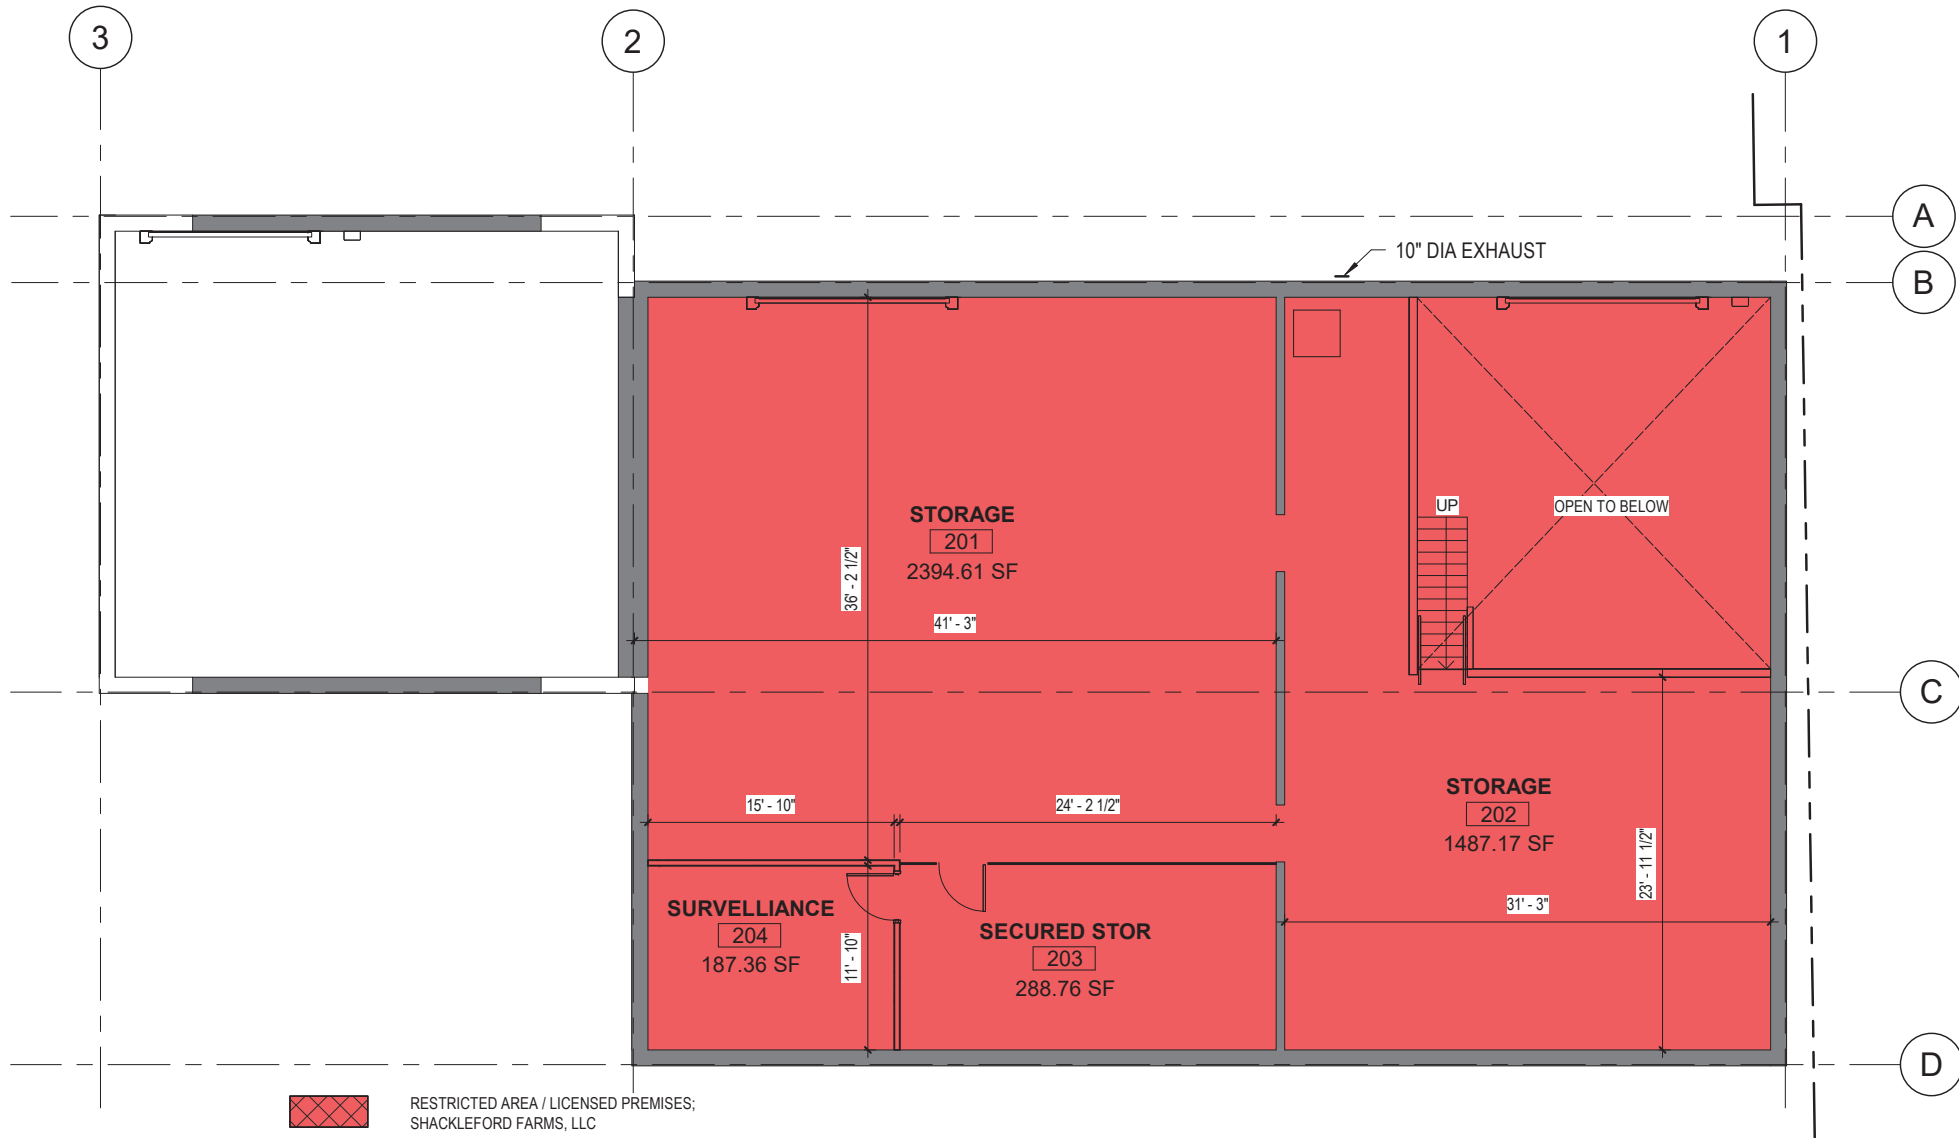 3
2
1
A
10" DIA EXHAUST
B
UP
OPEN TO BELOW
STORAGE
201
2394.61 SF
36' - 2 1/2"
41' - 3"
C
15' - 10"
24' - 2 1/2"
STORAGE
202
1487.17 SF
23' - 11 1/2"
31' - 3"
SURVELLIANCE
204
187.36 SF
11' - 10"
SECURED STOR
203
288.76 SF
D
RESTRICTED AREA / LICENSED PREMISES;
SHACKLEFORD FARMS, LLC